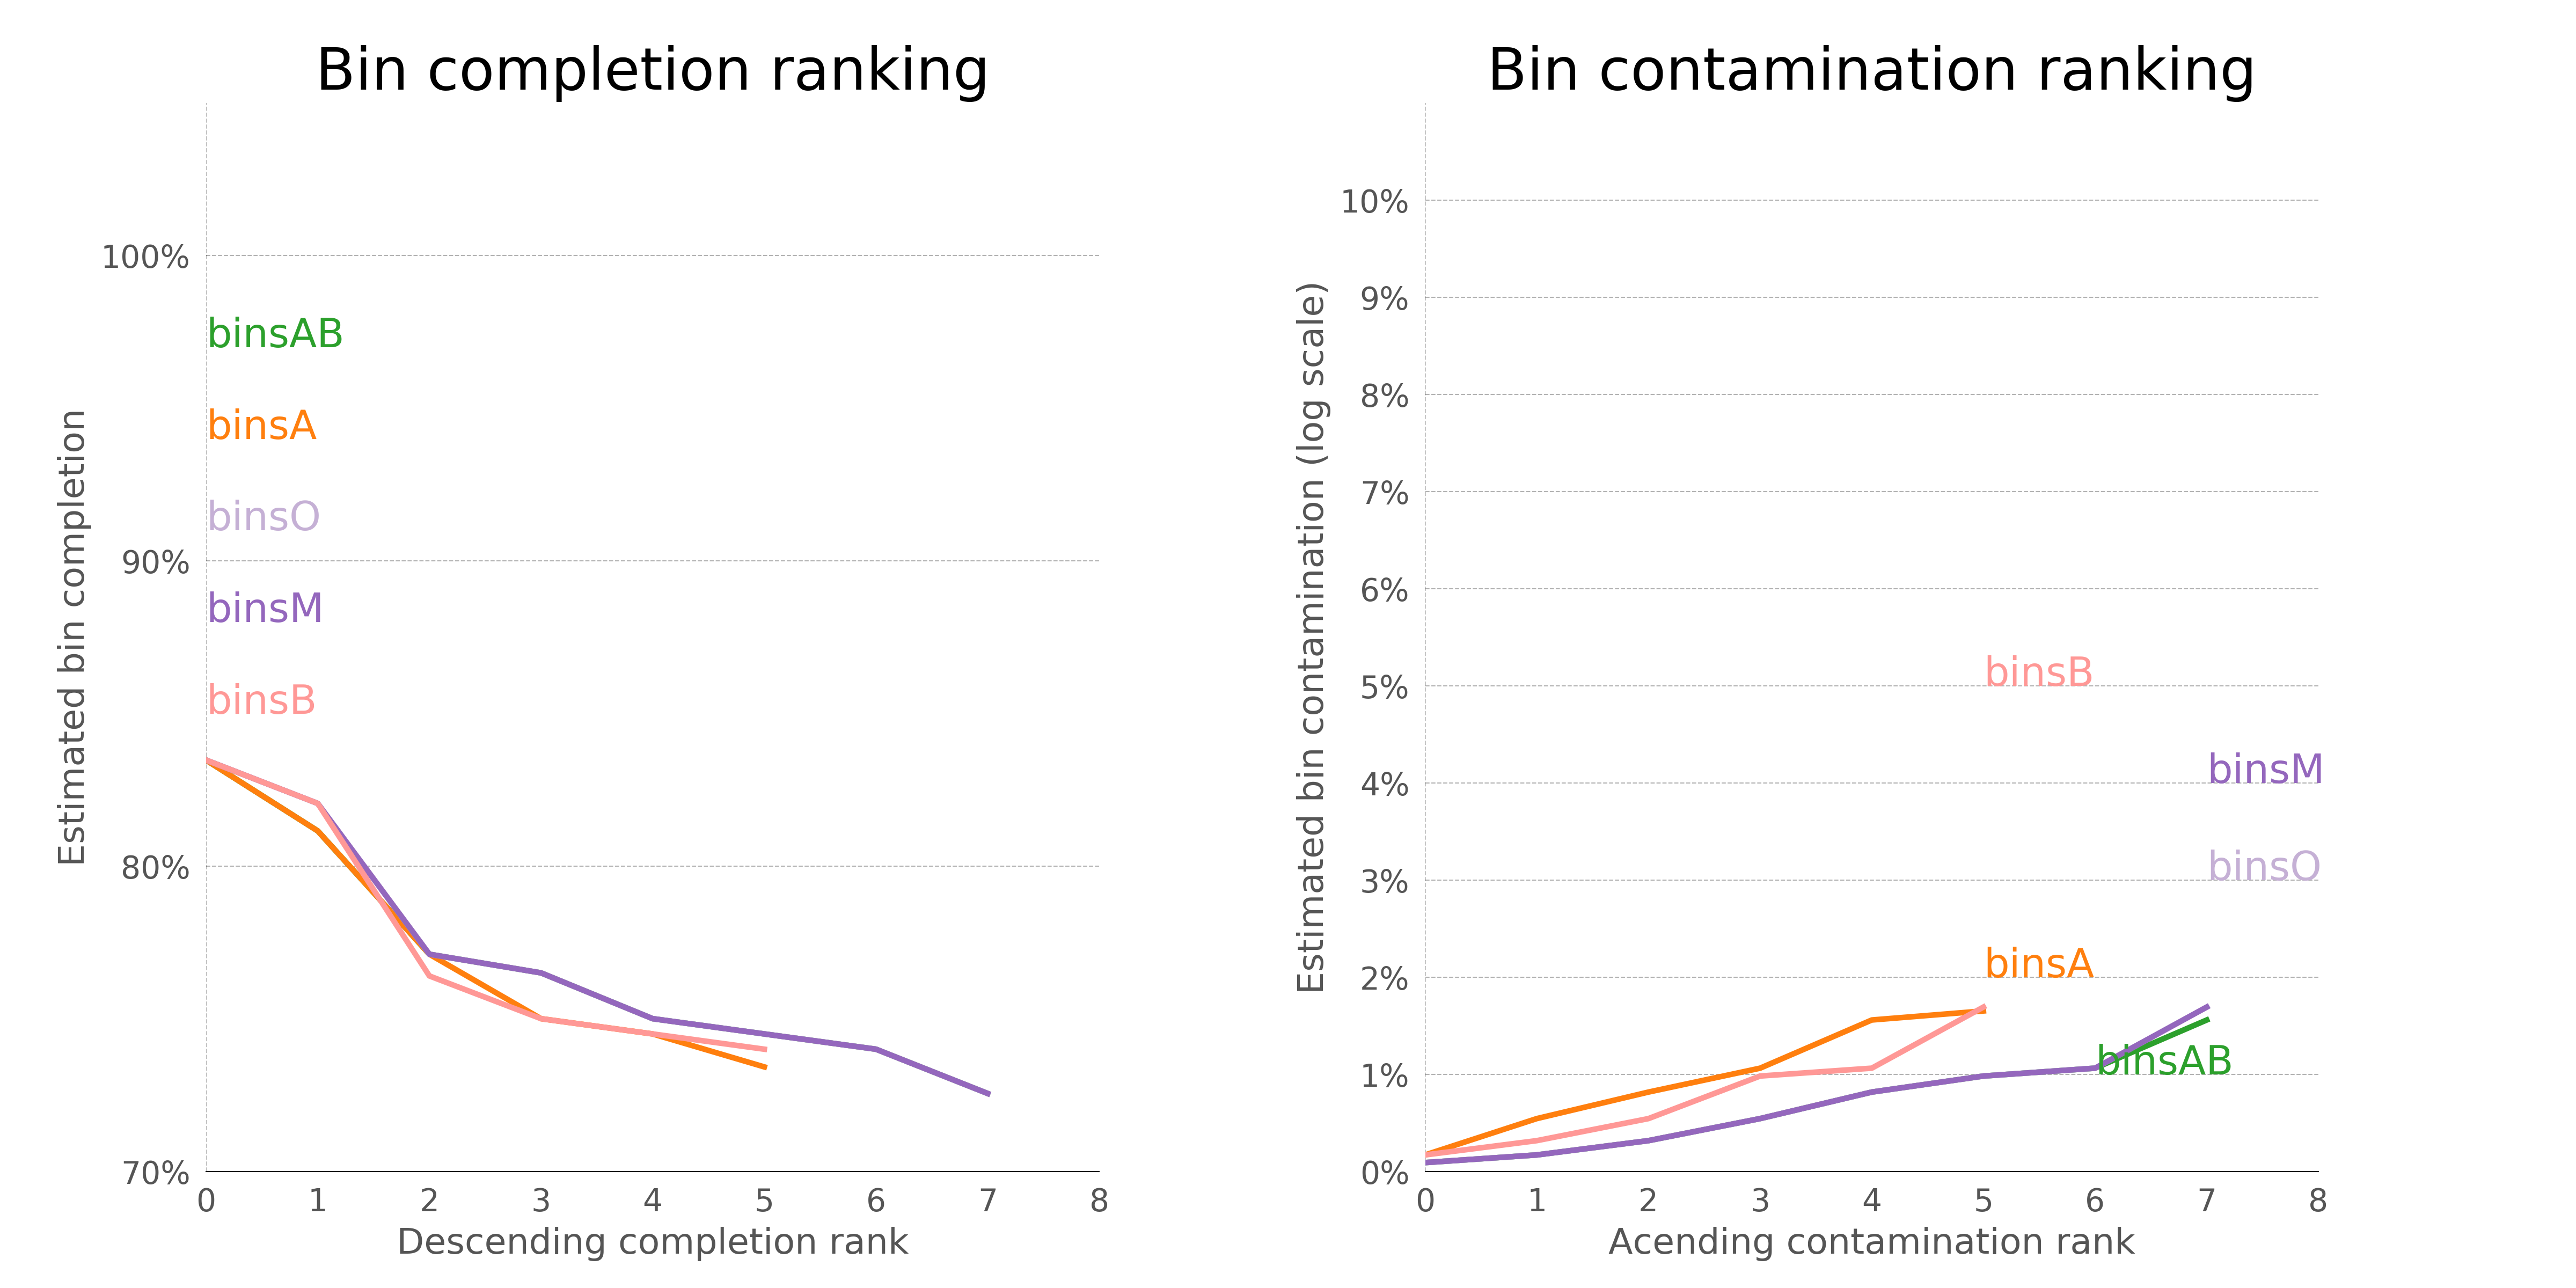 Bin completion ranking
Estimated bin completion
100%
90%
80%
70%
binsAB
binsA
binsO
binsM
binsB
0 1 2 3 4 5 6 7 8
Descending completion rank
Bin contamination ranking
Estimated bin contamination (log scale)
10%
9%
8%
7%
6%
5%
4%
3%
2%
1%
0%
binsB
binsM
binsO
binsA
binsAB
0 1 2 3 4 5 6 7 8
Acending contamination rank